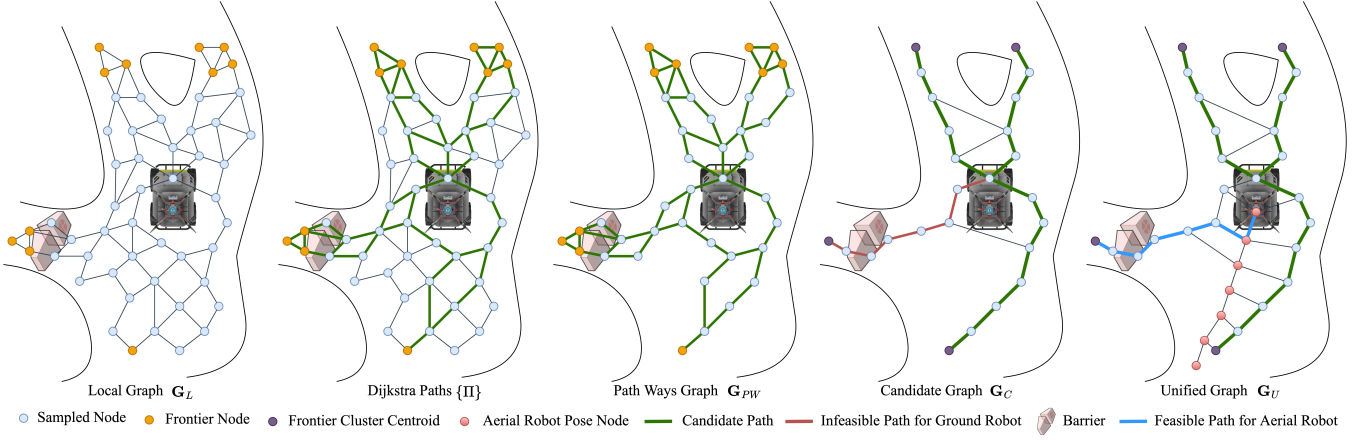 Local Graph G_L
Dijkstra Paths {Π}
Path Ways Graph G_PW
Candidate Graph G_C
Unified Graph G_U
Sampled Node
Frontier Node
Frontier Cluster Centroid
Aerial Robot Pose Node
Candidate Path
Infeasible Path for Ground Robot
Barrier
Feasible Path for Aerial Robot